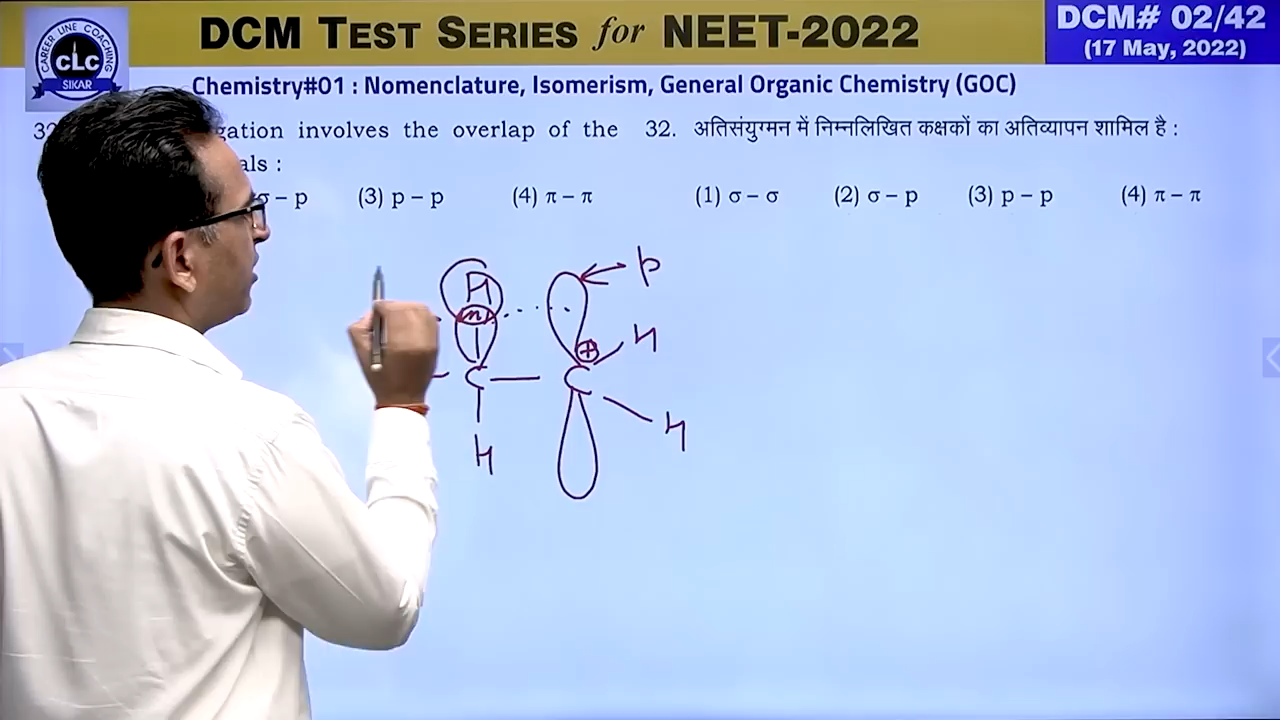 DCM TEST SERIES for NEET-2022
DCM# 02/42
(17 May, 2022)
CAREER LINE COACHING
CLC
SIKAR
Chemistry#01 : Nomenclature, Isomerism, General Organic Chemistry (GOC)
gation involves the overlap of the
als :
σ – p (3) p – p (4) π – π
32. अतिसंयुग्मन में निम्नलिखित कक्षकों का अतिव्यापन शामिल है :
(1) σ – σ (2) σ – p (3) p – p (4) π – π
H p
H
C — C ⊕
H H